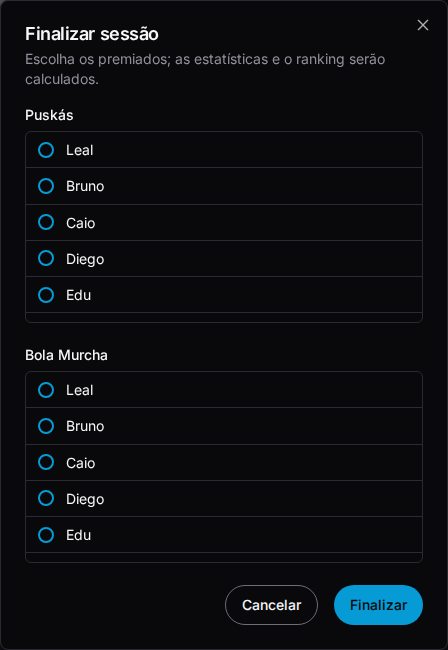 Finalizar sessão
Escolha os premiados; as estatísticas e o ranking serão
calculados.
Puskás
Leal
Bruno
Caio
Diego
Edu
Bola Murcha
Leal
Bruno
Caio
Diego
Edu
Cancelar
Finalizar